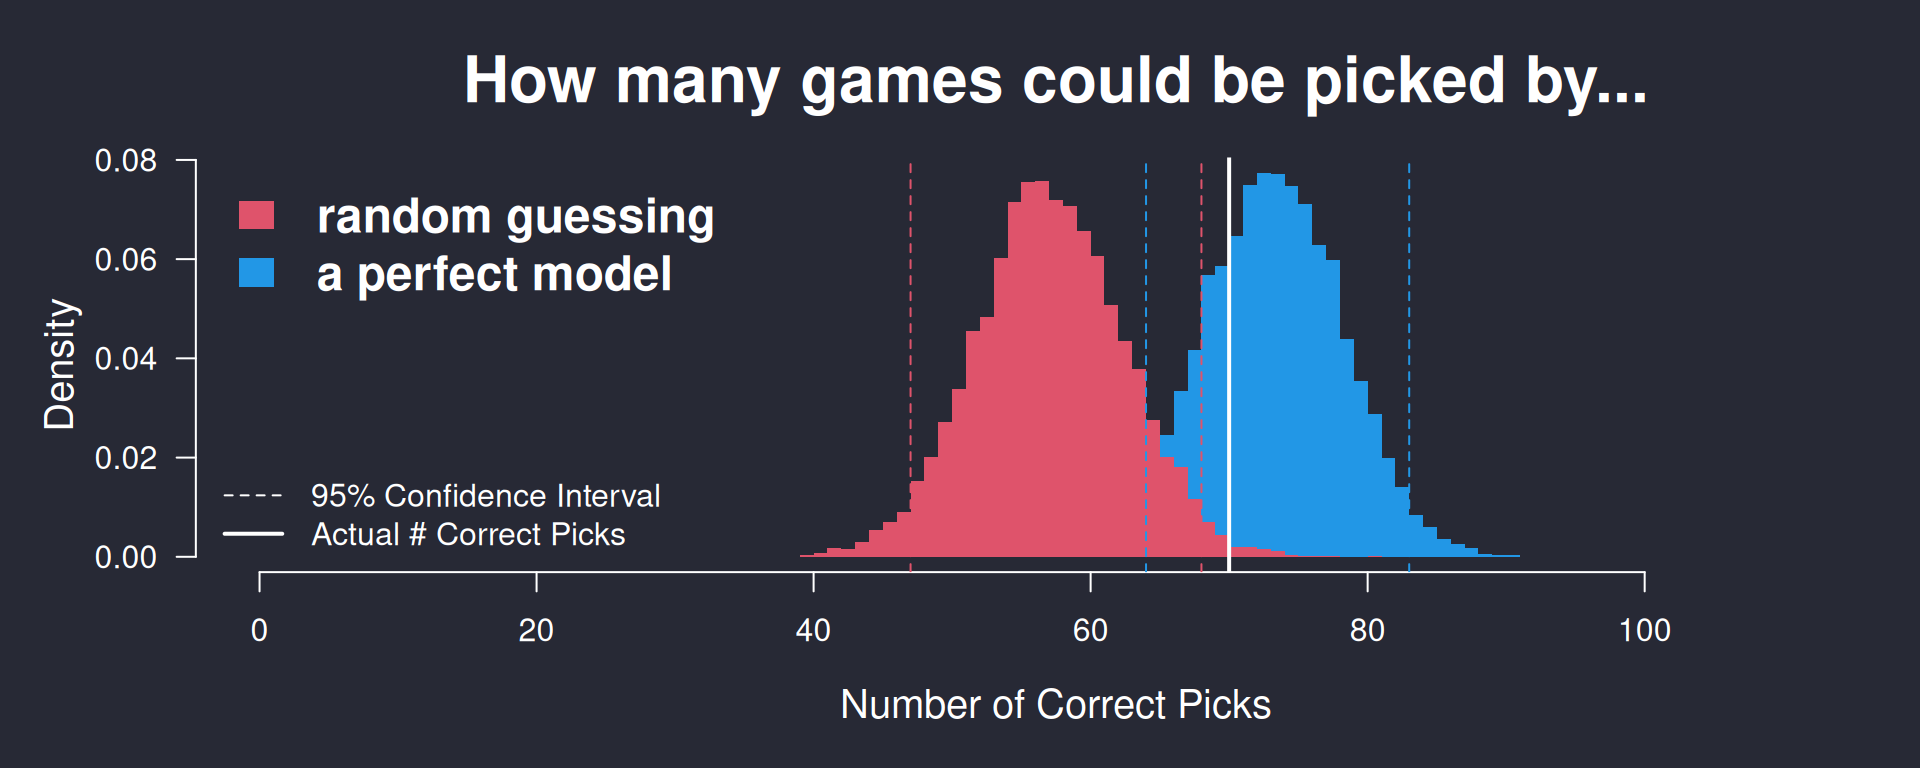 How many games could be picked by...
random guessing
a perfect model
95% Confidence Interval
Actual # Correct Picks
Density
0.08
0.06
0.04
0.02
0.00
0 20 40 60 80 100
Number of Correct Picks